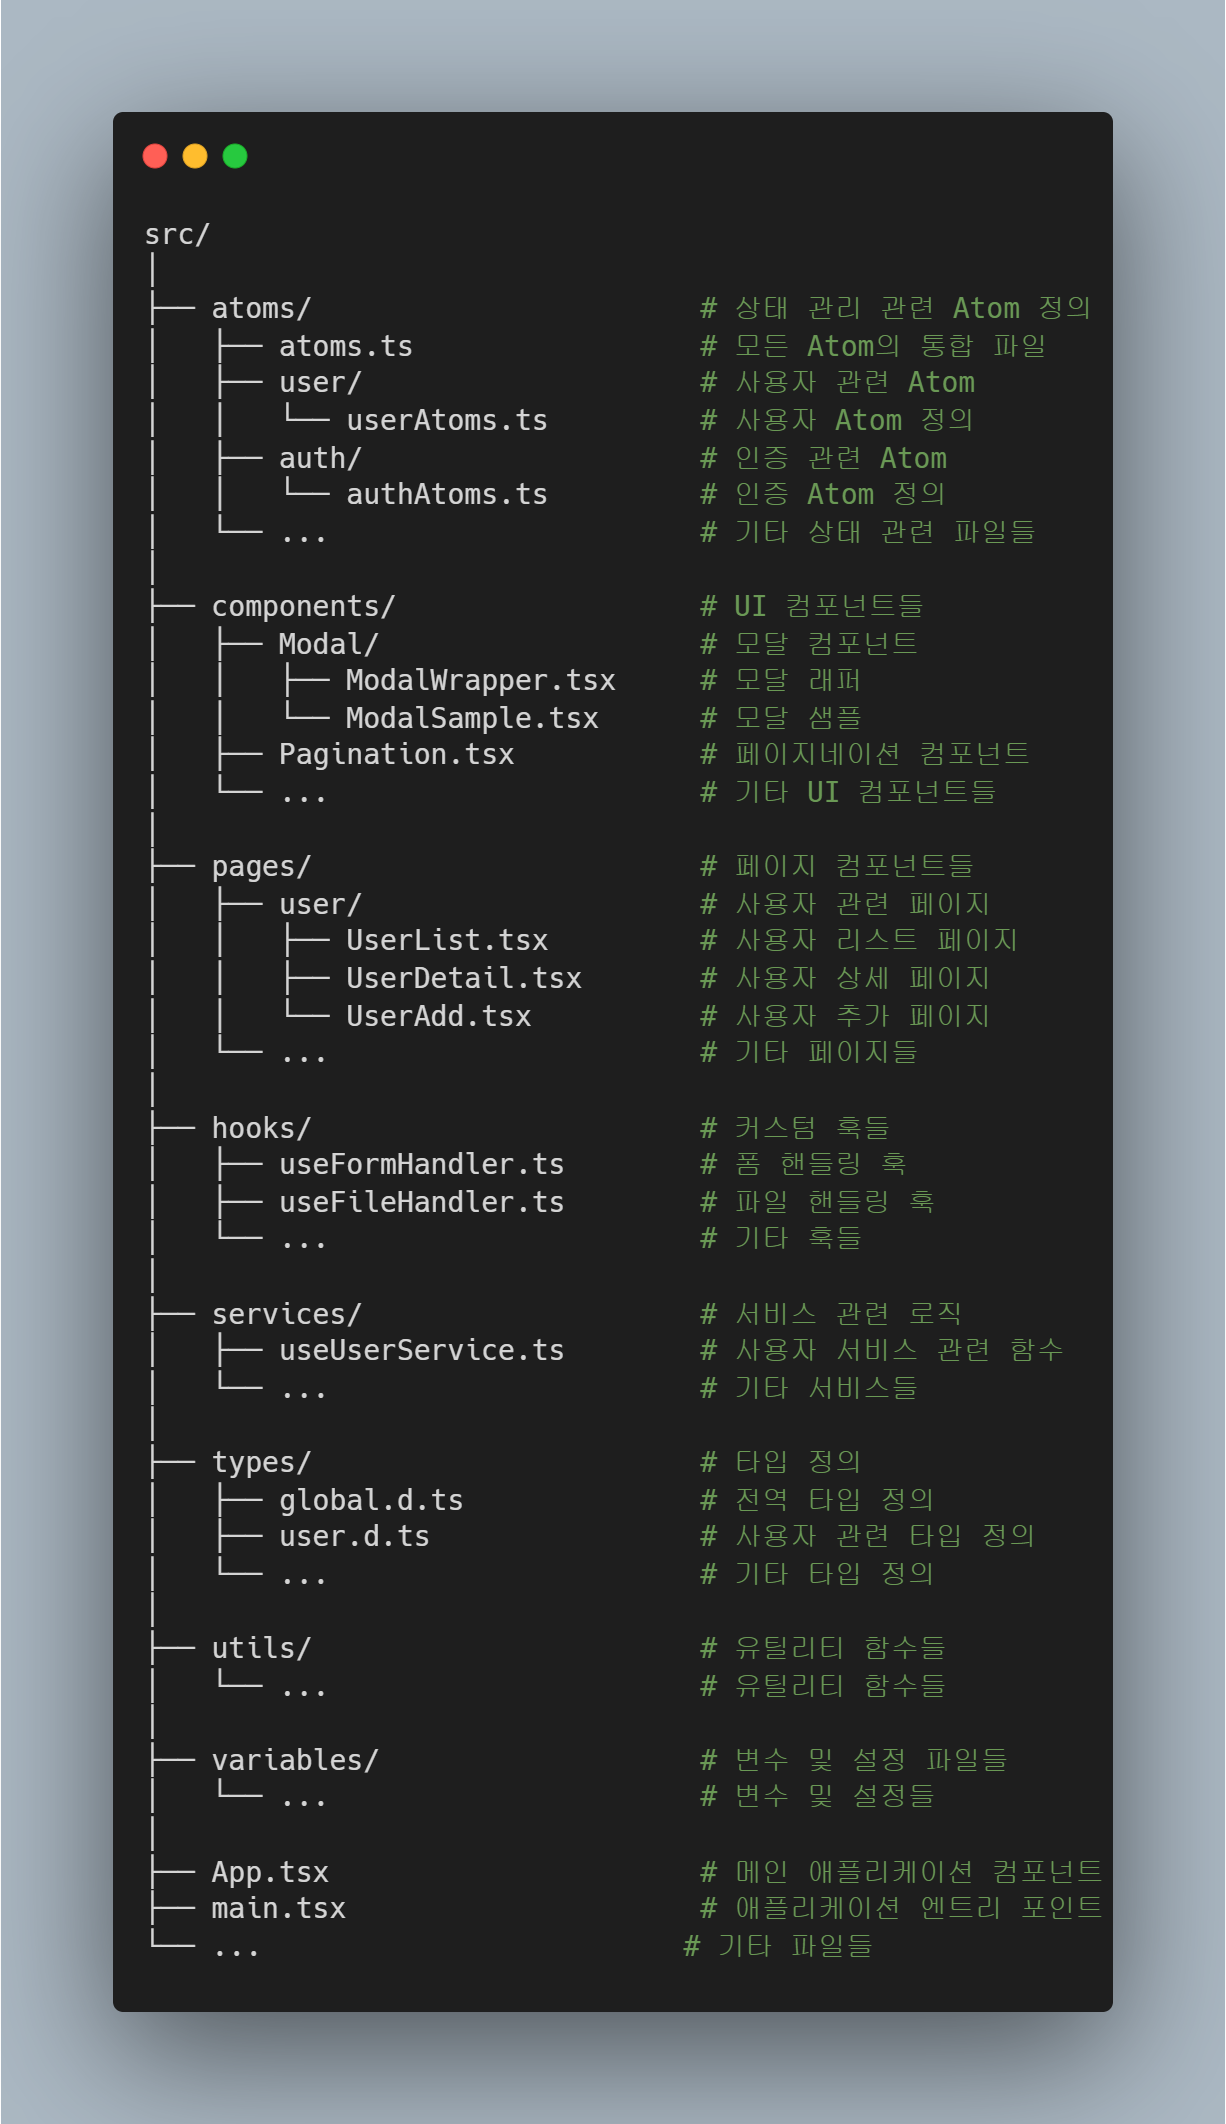 src/
│
├── atoms/                       # 상태 관리 관련 Atom 정의
│   ├── atoms.ts                 # 모든 Atom의 통합 파일
│   ├── user/                    # 사용자 관련 Atom
│   │   └── userAtoms.ts         # 사용자 Atom 정의
│   ├── auth/                    # 인증 관련 Atom
│   │   └── authAtoms.ts         # 인증 Atom 정의
│   └── ...                      # 기타 상태 관련 파일들
│
├── components/                  # UI 컴포넌트들
│   ├── Modal/                   # 모달 컴포넌트
│   │   ├── ModalWrapper.tsx     # 모달 래퍼
│   │   └── ModalSample.tsx      # 모달 샘플
│   ├── Pagination.tsx           # 페이지네이션 컴포넌트
│   └── ...                      # 기타 UI 컴포넌트들
│
├── pages/                       # 페이지 컴포넌트들
│   ├── user/                    # 사용자 관련 페이지
│   │   ├── UserList.tsx         # 사용자 리스트 페이지
│   │   ├── UserDetail.tsx       # 사용자 상세 페이지
│   │   └── UserAdd.tsx          # 사용자 추가 페이지
│   └── ...                      # 기타 페이지들
│
├── hooks/                       # 커스텀 훅들
│   ├── useFormHandler.ts        # 폼 핸들링 훅
│   ├── useFileHandler.ts        # 파일 핸들링 훅
│   └── ...                      # 기타 훅들
│
├── services/                    # 서비스 관련 로직
│   ├── useUserService.ts        # 사용자 서비스 관련 함수
│   └── ...                      # 기타 서비스들
│
├── types/                       # 타입 정의
│   ├── global.d.ts              # 전역 타입 정의
│   ├── user.d.ts                # 사용자 관련 타입 정의
│   └── ...                      # 기타 타입 정의
│
├── utils/                       # 유틸리티 함수들
│   └── ...                      # 유틸리티 함수들
│
├── variables/                   # 변수 및 설정 파일들
│   └── ...                      # 변수 및 설정들
│
├── App.tsx                      # 메인 애플리케이션 컴포넌트
├── main.tsx                     # 애플리케이션 엔트리 포인트
└── ...                         # 기타 파일들